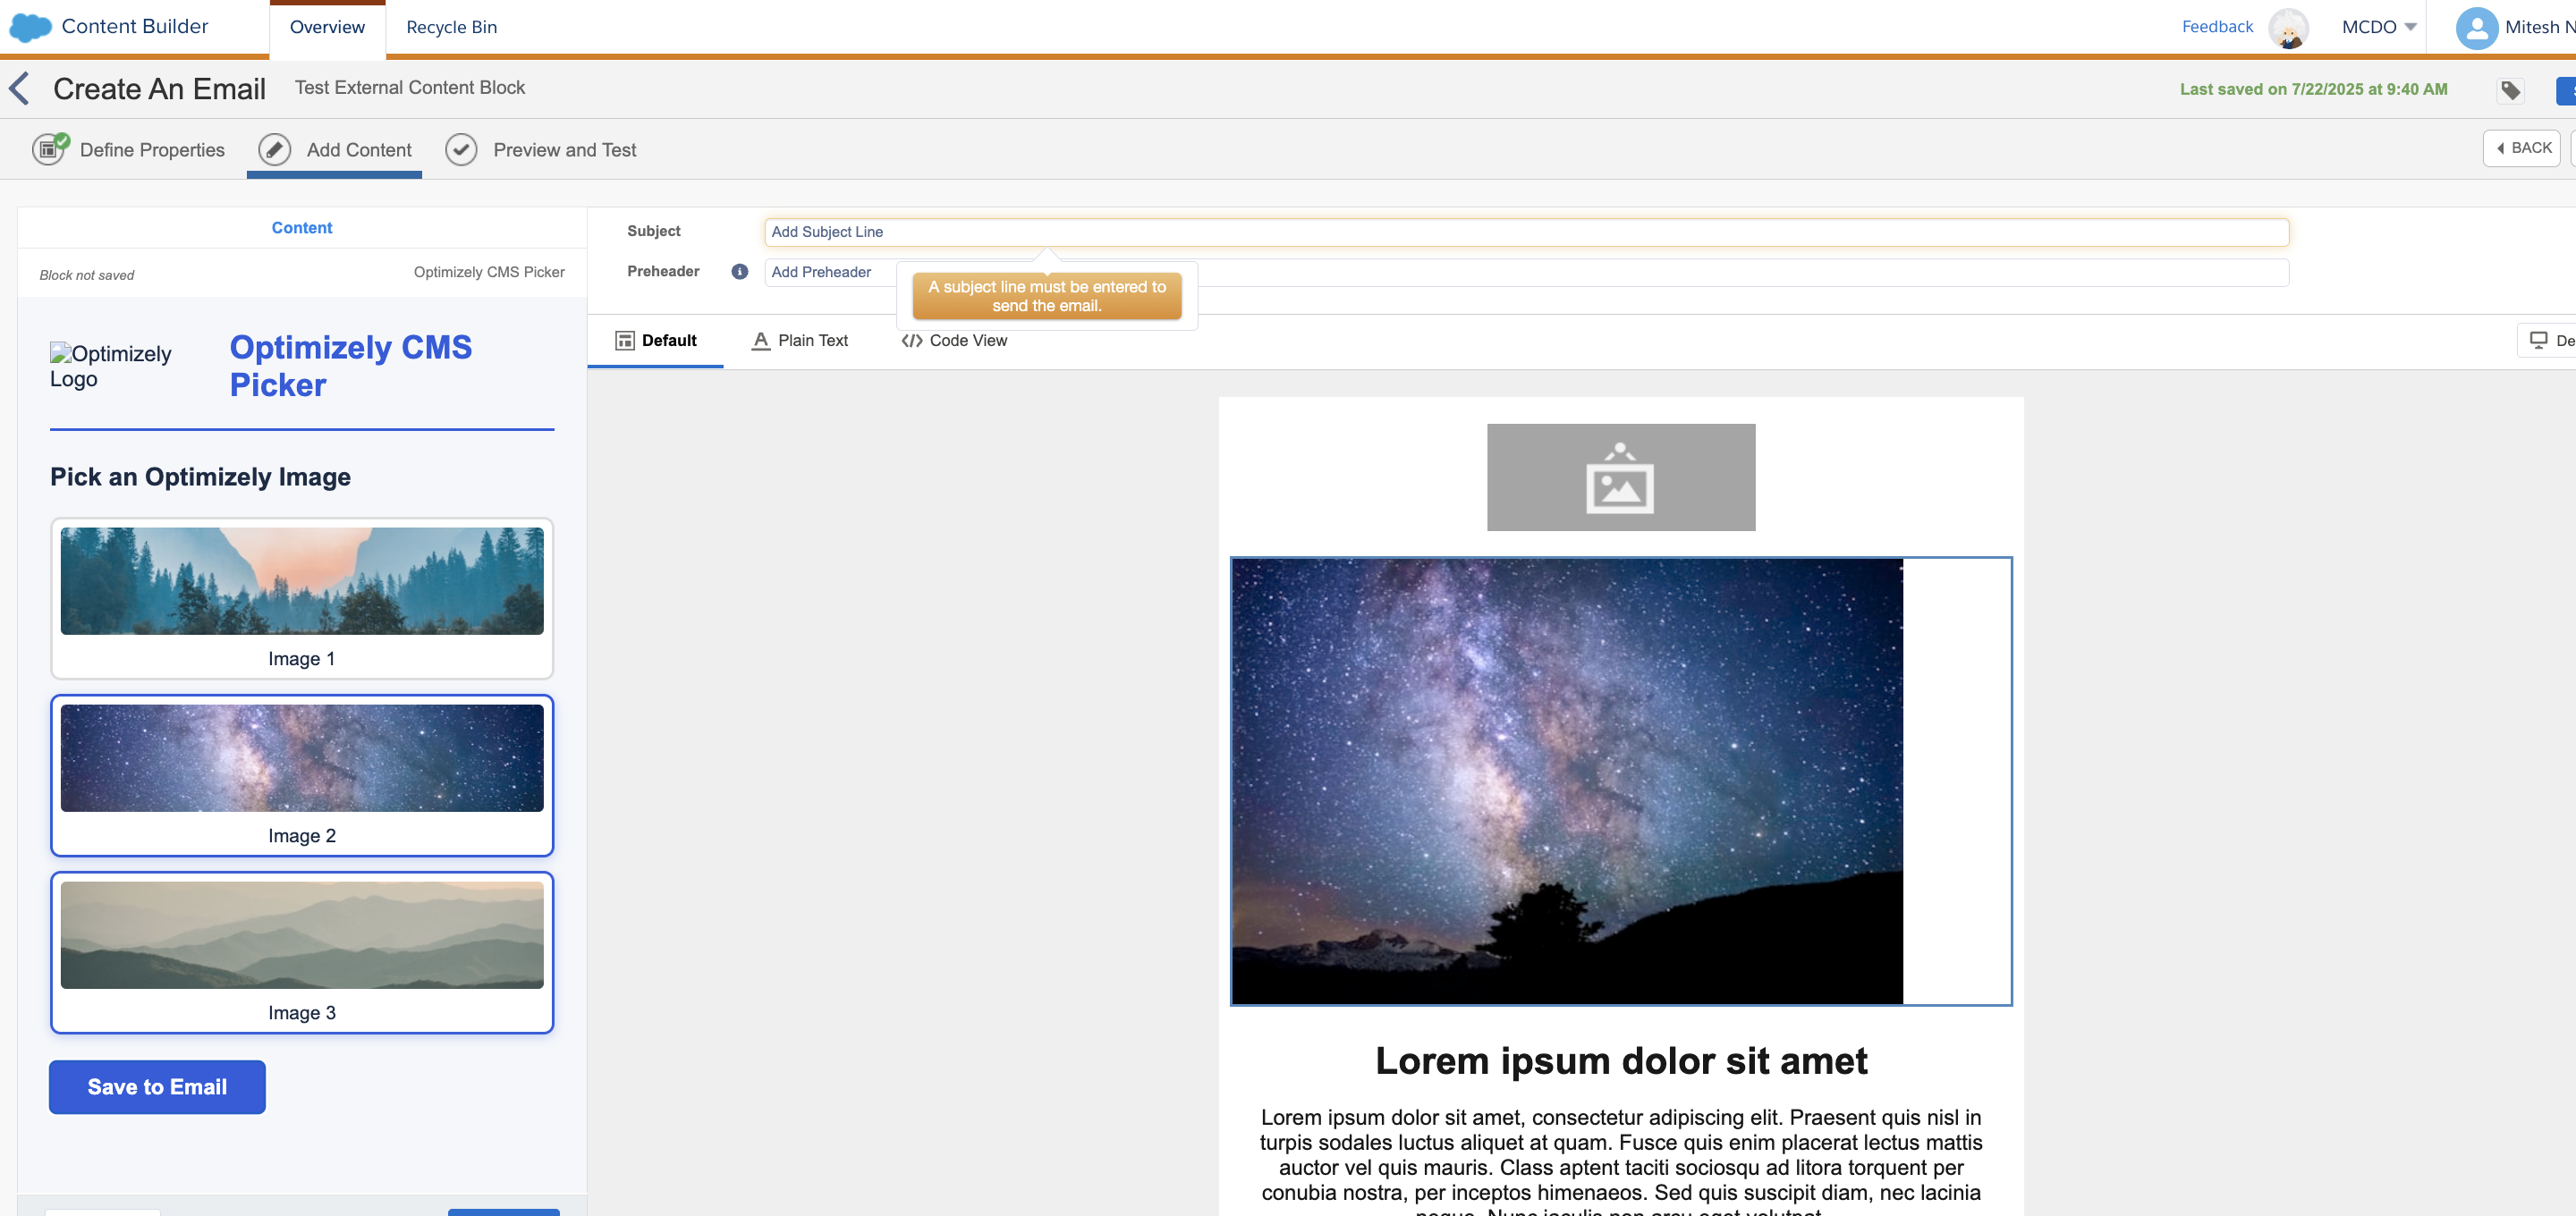 Content Builder
Overview
Recycle Bin
Feedback
MCDO
Mitesh N
Create An Email
Test External Content Block
Last saved on 7/22/2025 at 9:40 AM
Define Properties
Add Content
Preview and Test
BACK
Content
Block not saved
Optimizely CMS Picker
Subject
Add Subject Line
Preheader
Add Preheader
A subject line must be entered to
send the email.
Default
Plain Text
Code View
De
Optimizely
Logo
Optimizely CMS
Picker
Pick an Optimizely Image
Image 1
Image 2
Image 3
Save to Email
Lorem ipsum dolor sit amet
Lorem ipsum dolor sit amet, consectetur adipiscing elit. Praesent quis nisl in
turpis sodales luctus aliquet at quam. Fusce quis enim placerat lectus mattis
auctor vel quis mauris. Class aptent taciti sociosqu ad litora torquent per
conubia nostra, per inceptos himenaeos. Sed quis suscipit diam, nec lacinia